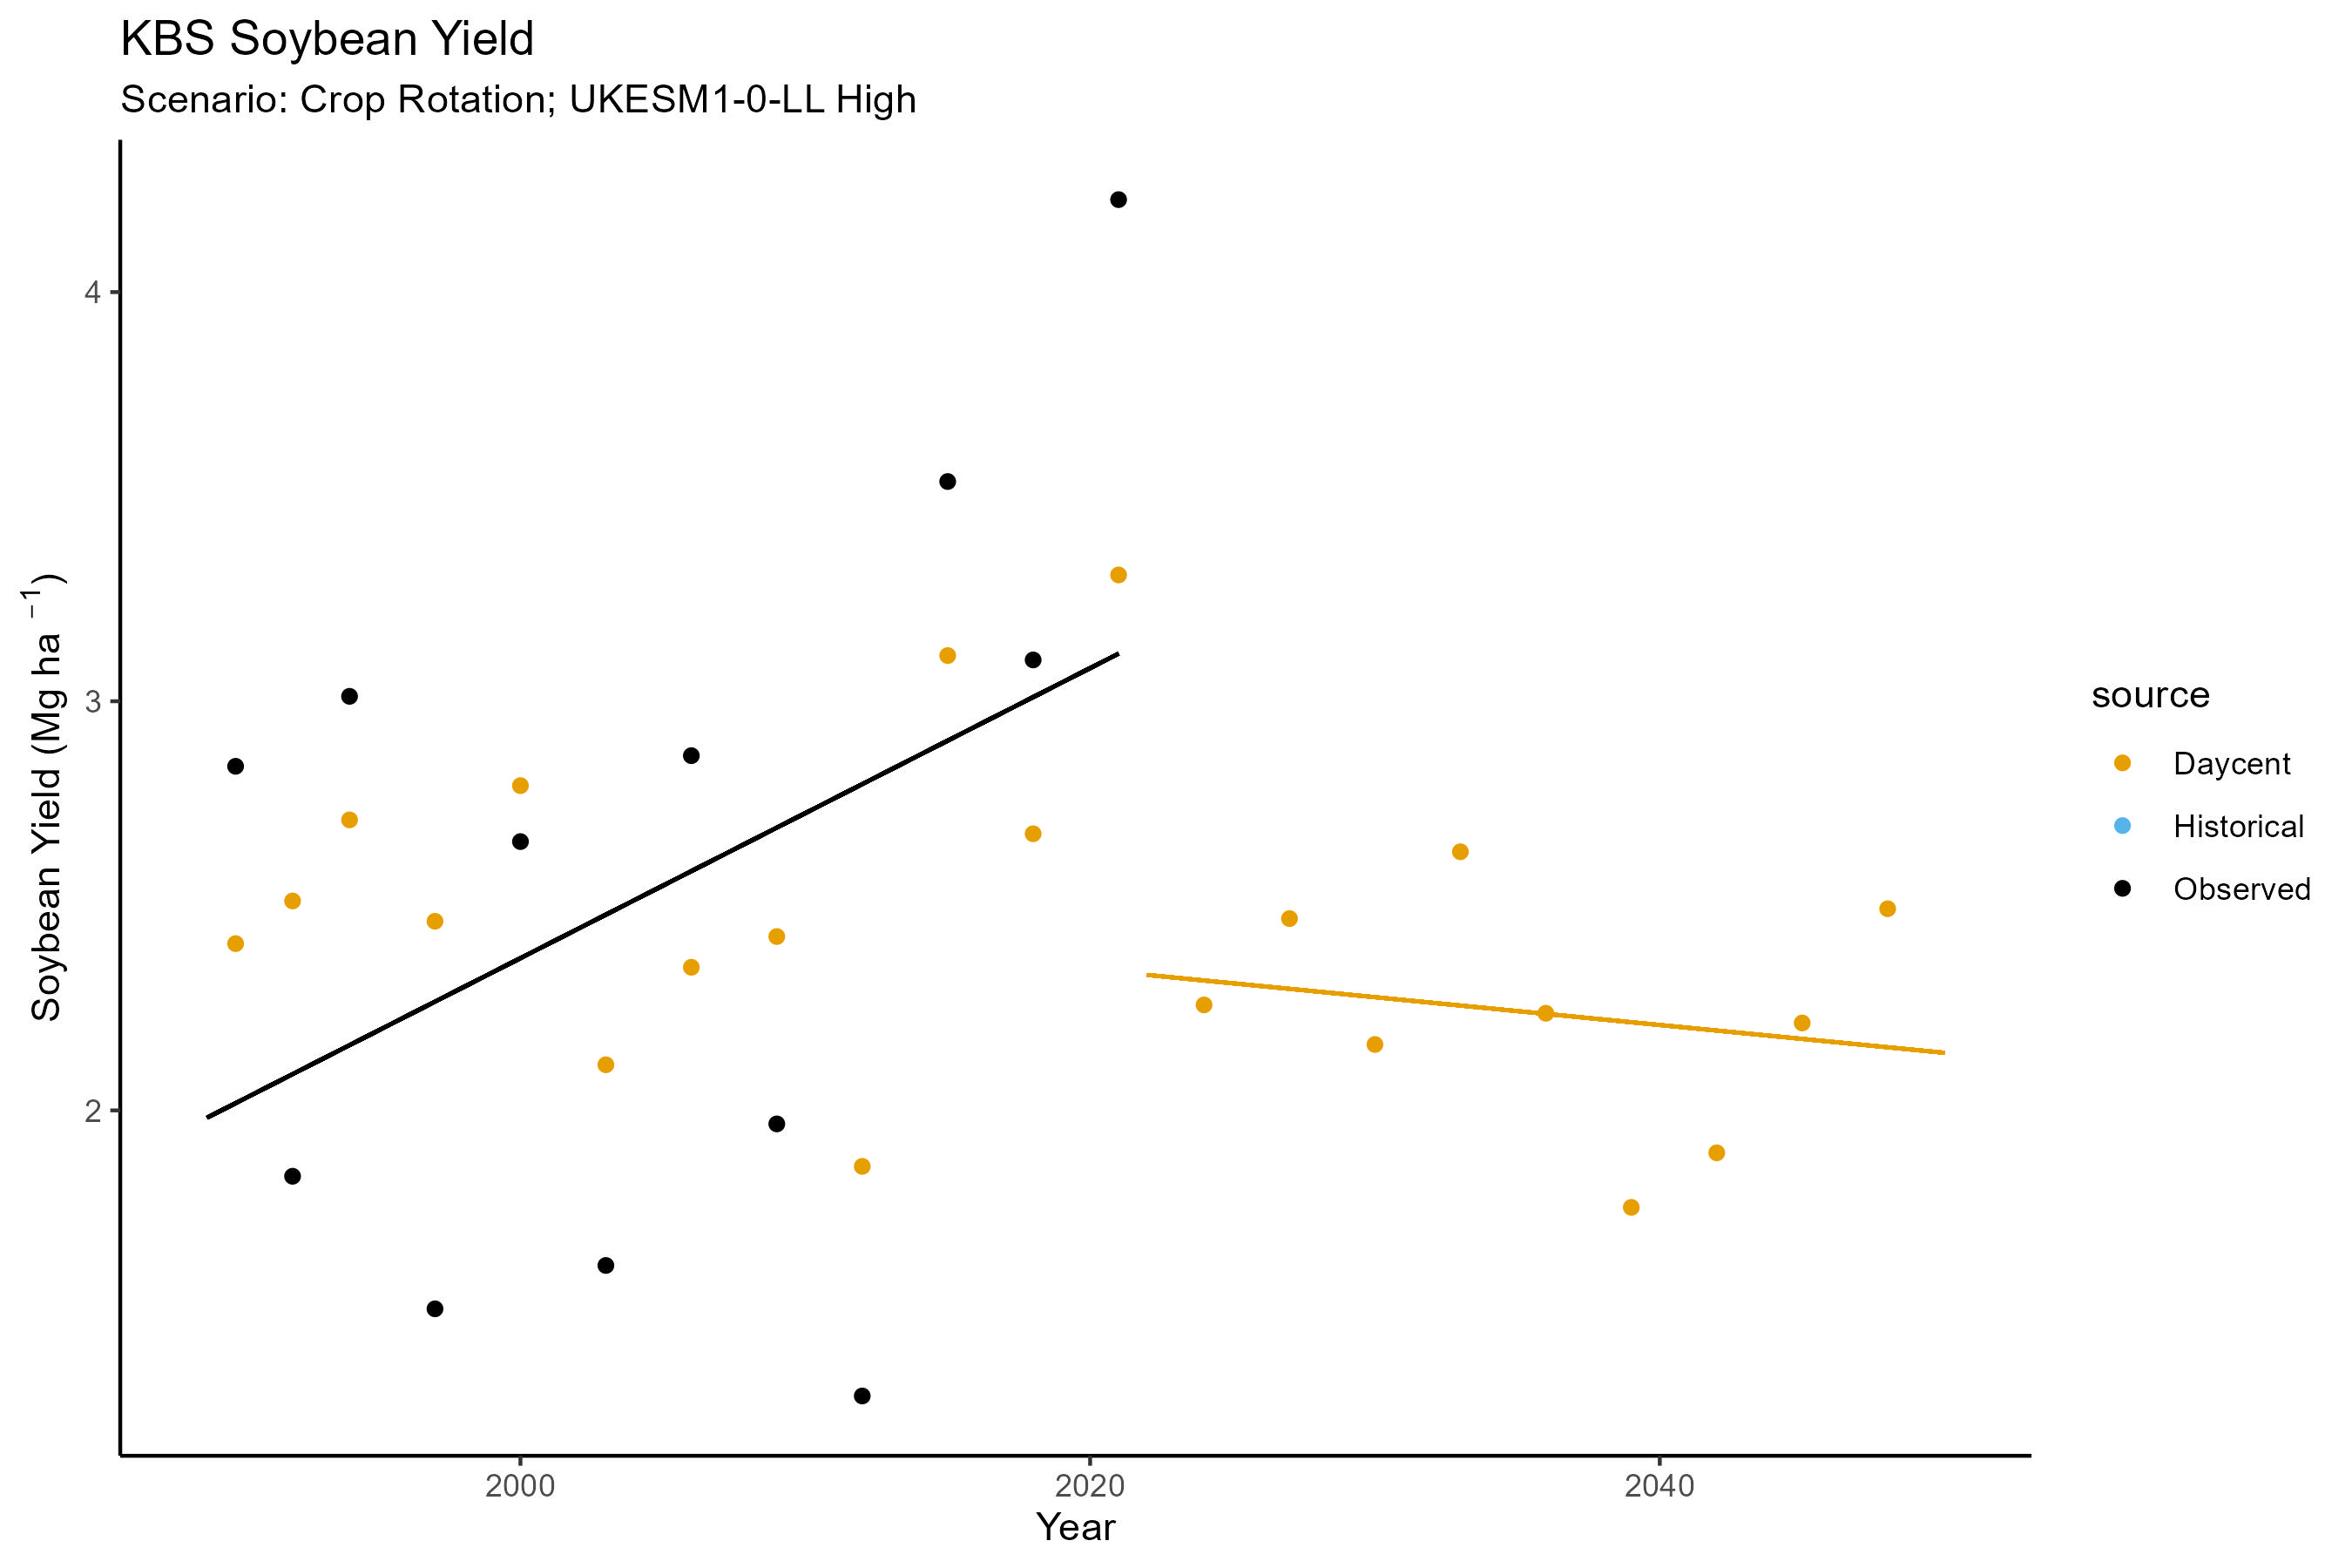 KBS Soybean Yield
Scenario: Crop Rotation; UKESM1-0-LL High
Soybean Yield (Mg ha ⁻¹)
4
3
2
2000
2020
2040
Year
source
Daycent
Historical
Observed